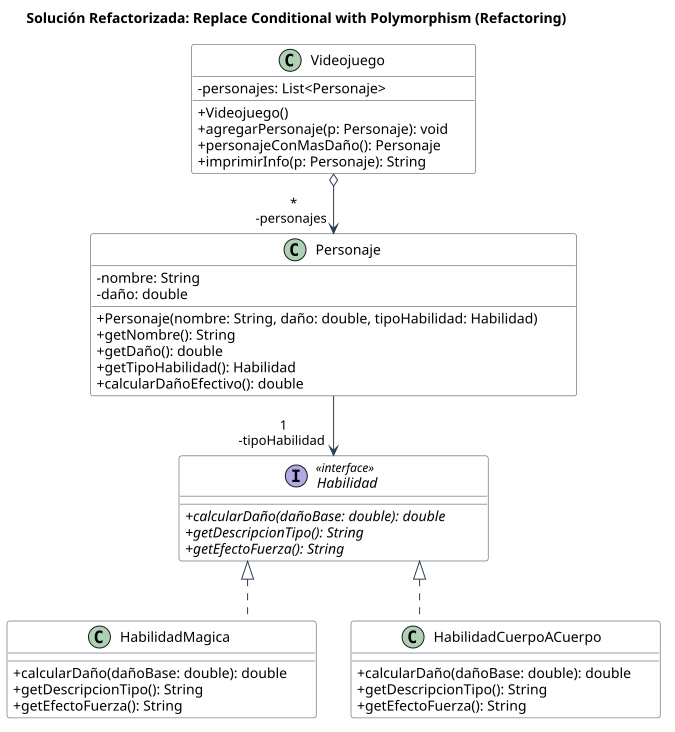 Solución Refactorizada: Replace Conditional with Polymorphism (Refactoring)
C Videojuego
-personajes: List<Personaje>
+Videojuego()
+agregarPersonaje(p: Personaje): void
+personajeConMasDaño(): Personaje
+imprimirInfo(p: Personaje): String
*
-personajes
C Personaje
-nombre: String
-daño: double
+Personaje(nombre: String, daño: double, tipoHabilidad: Habilidad)
+getNombre(): String
+getDaño(): double
+getTipoHabilidad(): Habilidad
+calcularDañoEfectivo(): double
1
-tipoHabilidad
I «interface»
Habilidad
+calcularDaño(dañoBase: double): double
+getDescripcionTipo(): String
+getEfectoFuerza(): String
C HabilidadMagica
+calcularDaño(dañoBase: double): double
+getDescripcionTipo(): String
+getEfectoFuerza(): String
C HabilidadCuerpoACuerpo
+calcularDaño(dañoBase: double): double
+getDescripcionTipo(): String
+getEfectoFuerza(): String